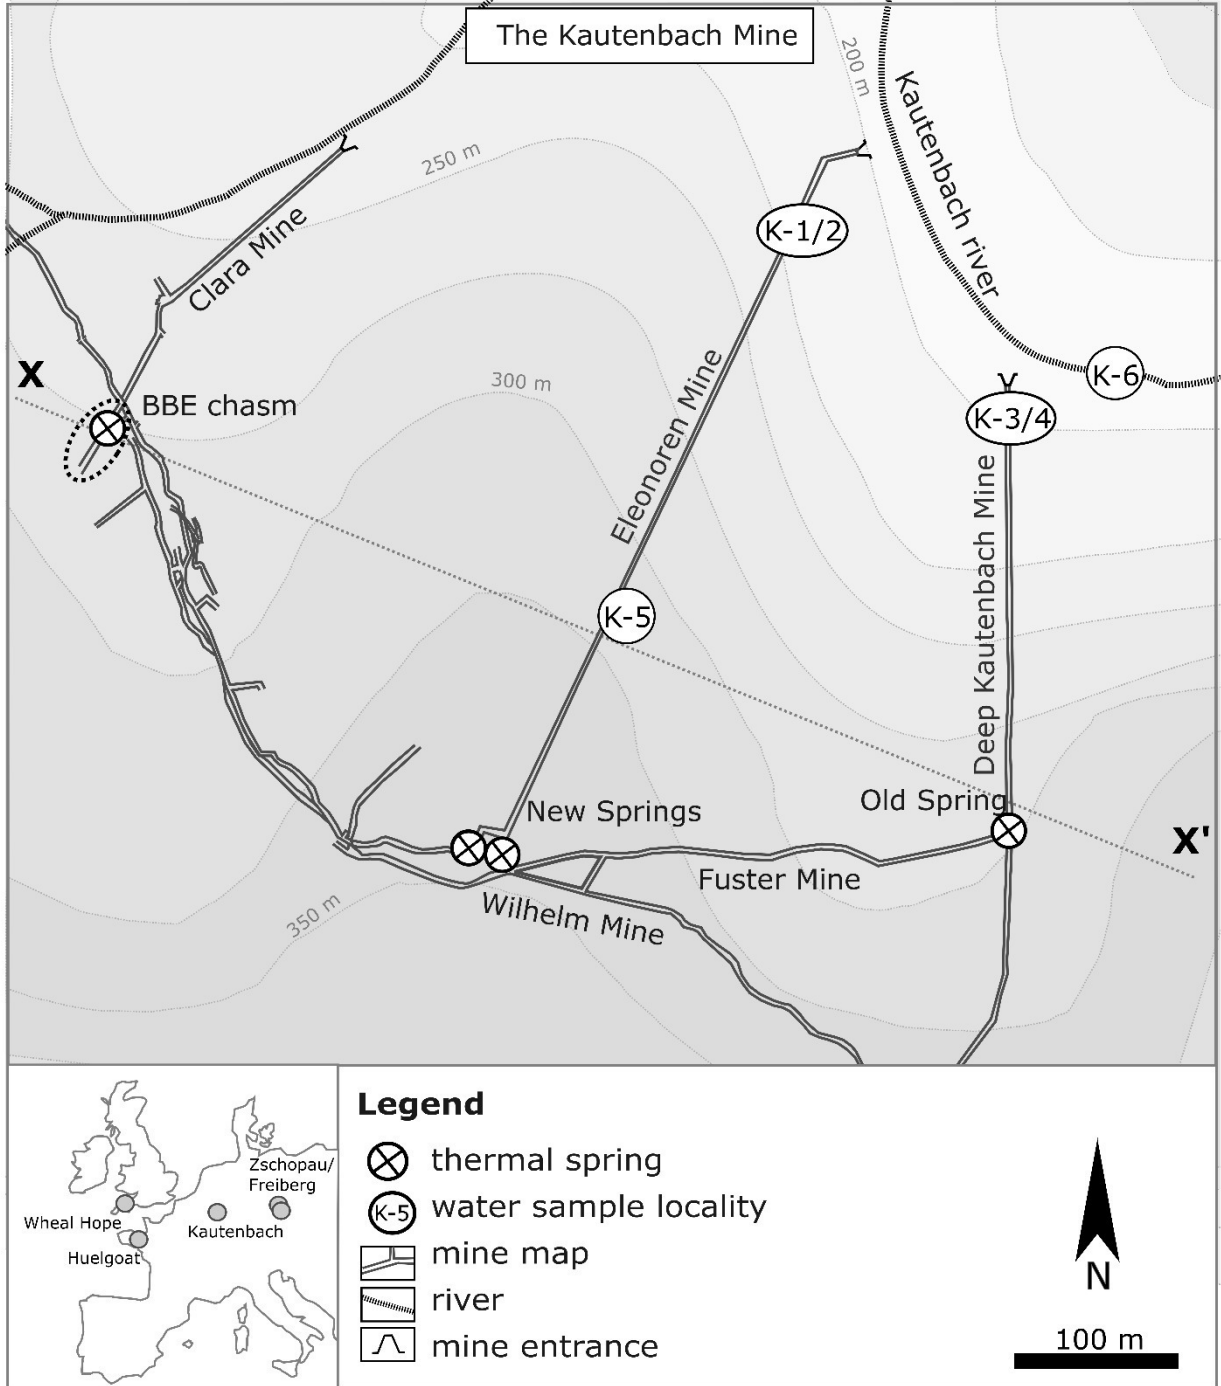 The Kautenbach Mine
200 m
Kautenbach river
250 m
Clara Mine
K-1/2
X
300 m
Eleonoren Mine
K-6
BBE chasm
K-3/4
Deep Kautenbach Mine
K-5
New Springs
Old Spring
X'
Fuster Mine
Wilhelm Mine
350 m
Zschopau/
Freiberg
Wheal Hope
Kautenbach
Huelgoat
Legend
thermal spring
K-5
water sample locality
mine map
river
mine entrance
N
100 m